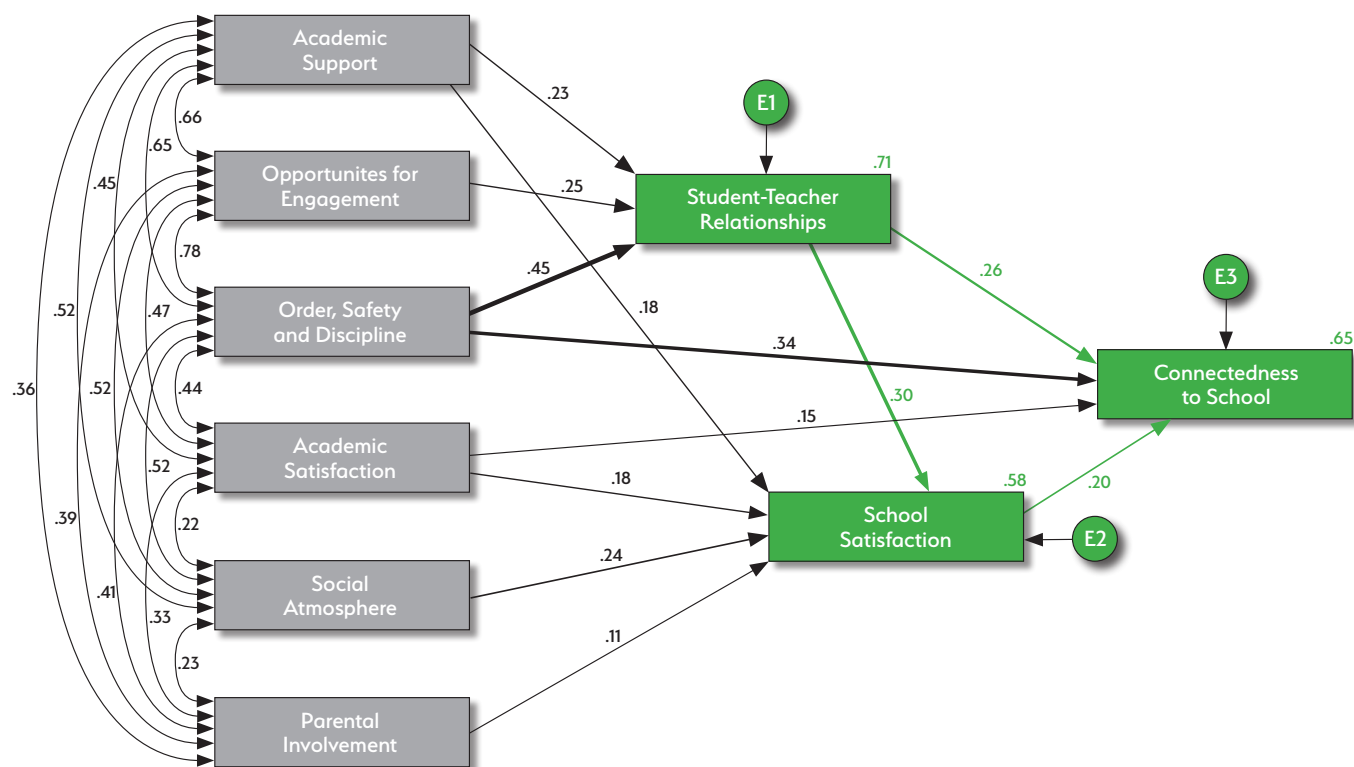 Academic
Support
.23
E1
.66
.71
.65
Opportunites for
Engagement
.25
Student-Teacher
Relationships
.45
.78
.45
.26
E3
.52
.47
Order, Safety
and Discipline
.18
.34
.65
Connectedness
to School
.36
.52
.44
.30
.15
Academic
Satisfaction
.52
.18
.58
.20
.39
.22
School
Satisfaction
E2
.24
Social
Atmosphere
.41
.33
.11
.23
Parental
Involvement